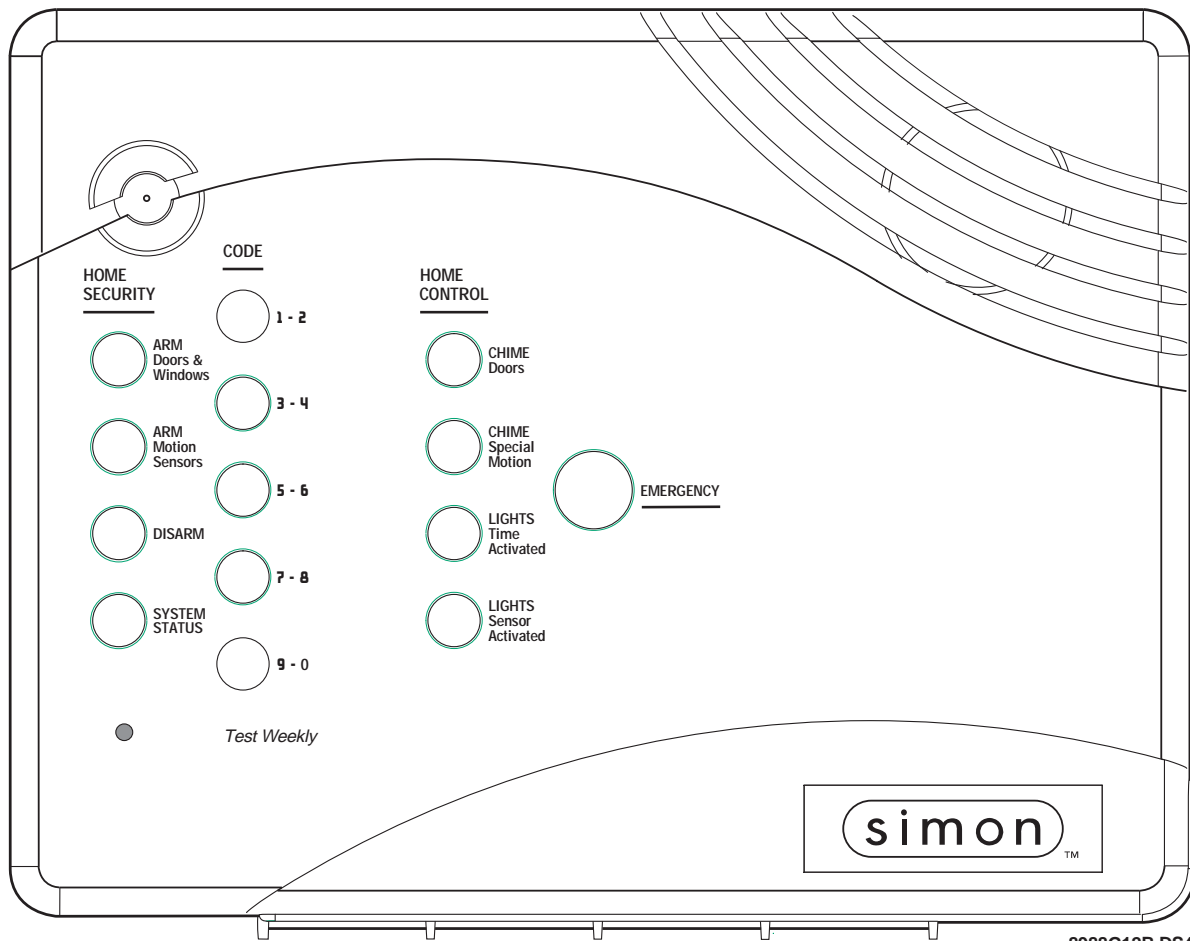 CODE
HOME
SECURITY
HOME
CONTROL
1 - 2
ARM
Doors &
Windows
CHIME
Doors
3 - 4
ARM
Motion
Sensors
CHIME
Special
Motion
5 - 6
EMERGENCY
DISARM
LIGHTS
Time
Activated
7 - 8
SYSTEM
STATUS
LIGHTS
Sensor
Activated
9 - 0
Test Weekly
simon
TM